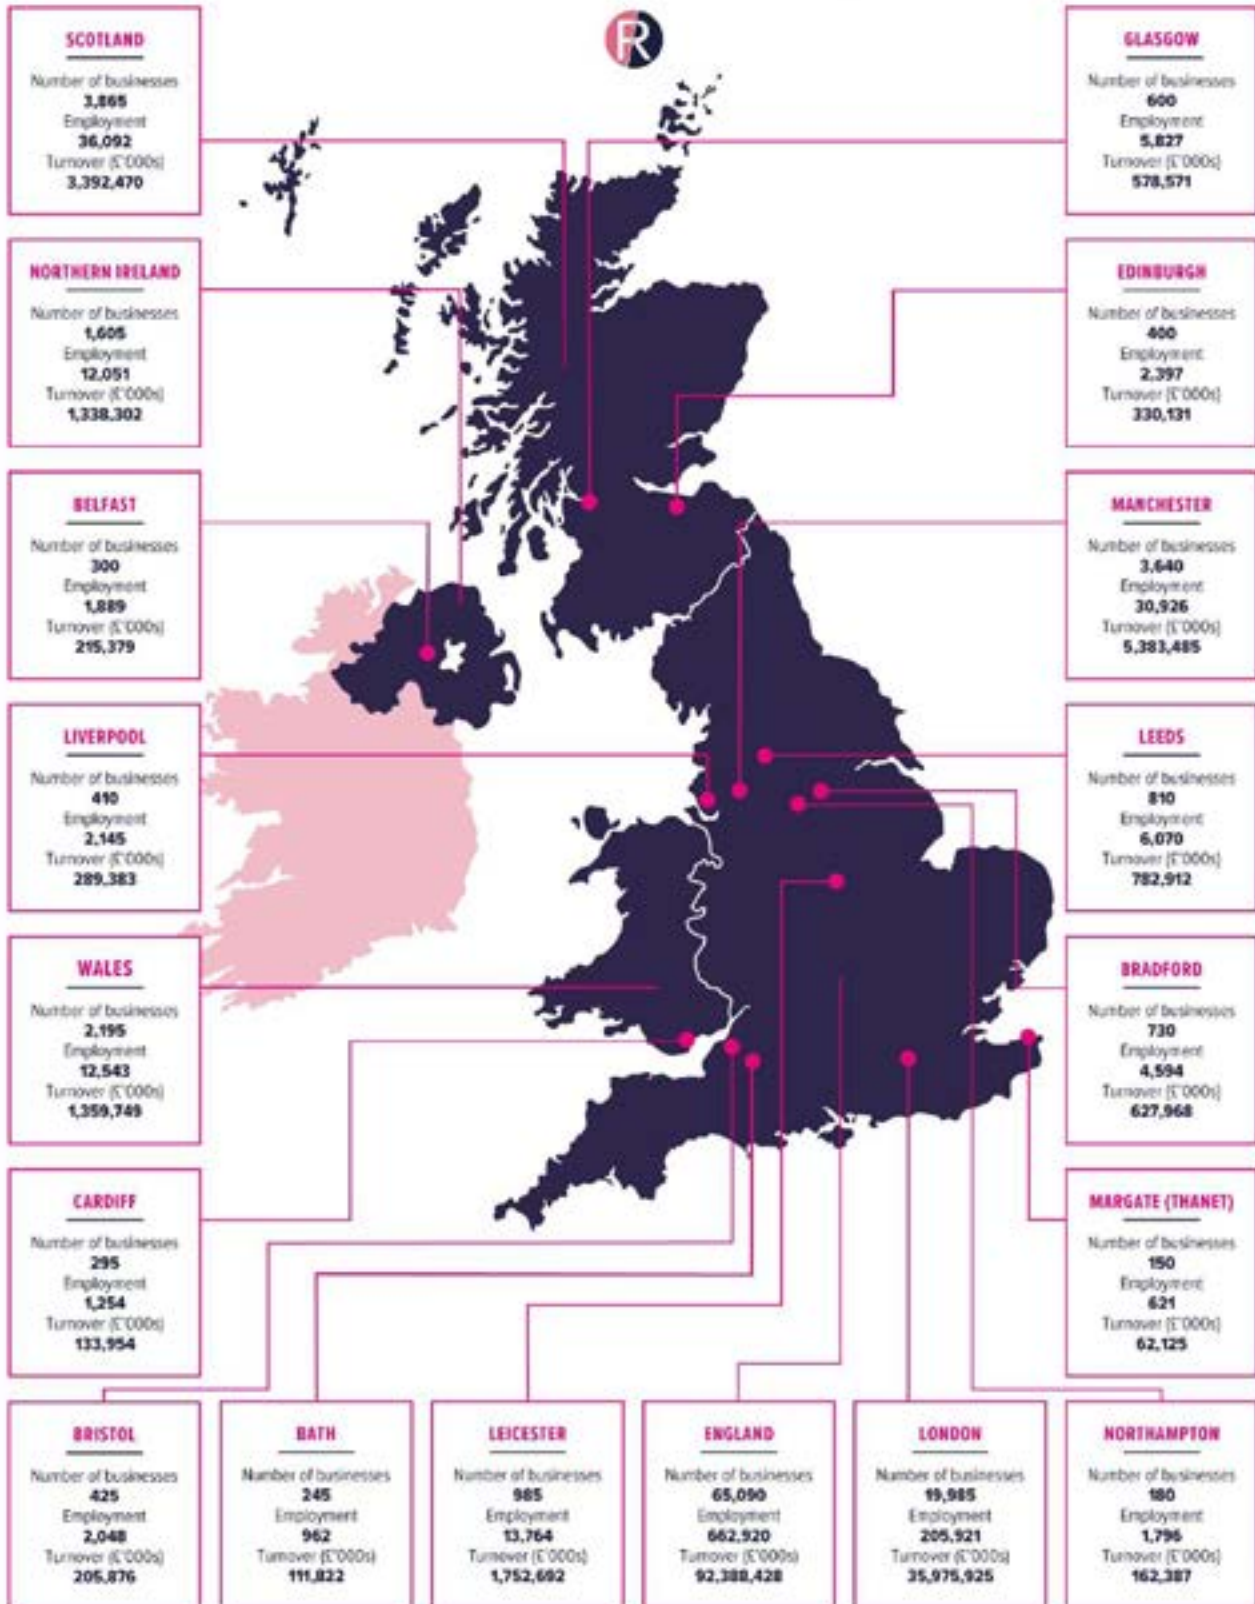 SCOTLAND
Number of businesses
3,865
Employment
36,092
Turnover (£'000s)
3,392,470
NORTHERN IRELAND
Number of businesses
1,605
Employment
12,051
Turnover (£'000s)
1,338,302
BELFAST
Number of businesses
300
Employment
1,889
Turnover (£'000s)
215,379
LIVERPOOL
Number of businesses
410
Employment
2,145
Turnover (£'000s)
289,383
WALES
Number of businesses
2,195
Employment
12,543
Turnover (£'000s)
1,359,749
CARDIFF
Number of businesses
295
Employment
1,254
Turnover (£'000s)
133,954
R
GLASGOW
Number of businesses
600
Employment
5,827
Turnover (£'000s)
578,571
EDINBURGH
Number of businesses
400
Employment
2,397
Turnover (£'000s)
330,131
MANCHESTER
Number of businesses
3,640
Employment
30,926
Turnover (£'000s)
5,383,485
LEEDS
Number of businesses
810
Employment
6,070
Turnover (£'000s)
782,912
BRADFORD
Number of businesses
730
Employment
4,594
Turnover (£'000s)
627,968
MARGATE (THANET)
Number of businesses
150
Employment
621
Turnover (£'000s)
62,125
BRISTOL
Number of businesses
425
Employment
2,048
Turnover (£'000s)
205,876
BATH
Number of businesses
245
Employment
962
Turnover (£'000s)
111,822
LEICESTER
Number of businesses
985
Employment
13,764
Turnover (£'000s)
1,752,692
ENGLAND
Number of businesses
65,090
Employment
662,920
Turnover (£'000s)
92,388,428
LONDON
Number of businesses
19,985
Employment
205,921
Turnover (£'000s)
35,975,925
NORTHAMPTON
Number of businesses
180
Employment
1,796
Turnover (£'000s)
162,387